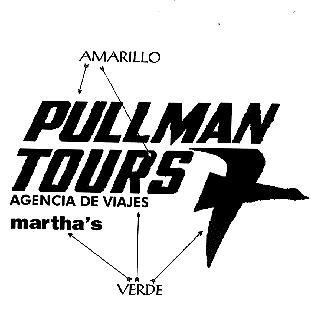 AMARILLO
PULLMAN
TOURS
AGENCIA DE VIAJES
martha's
VERDE